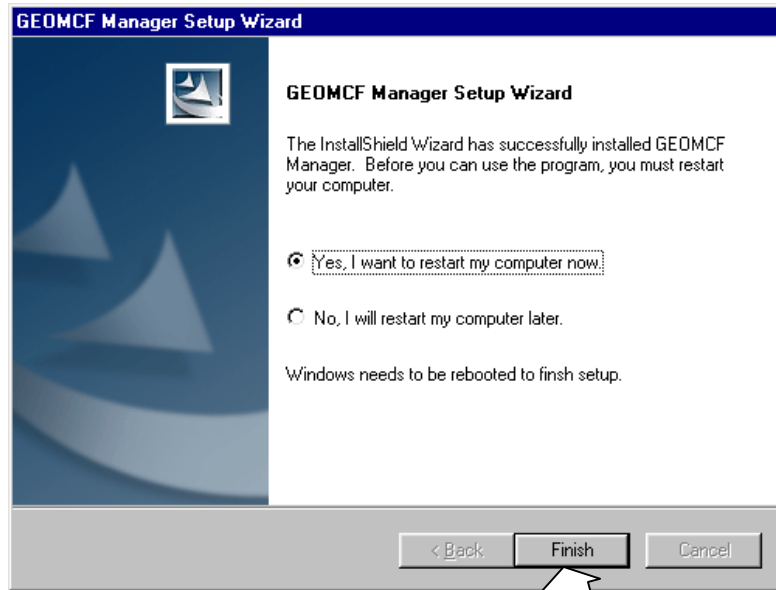 GEOMCF Manager Setup Wizard
GEOMCF Manager Setup Wizard
The InstallShield Wizard has successfully installed GEOMCF
Manager. Before you can use the program, you must restart
your computer.
Yes, I want to restart my computer now.
No, I will restart my computer later.
Windows needs to be rebooted to finsh setup.
< Back
Finish
Cancel